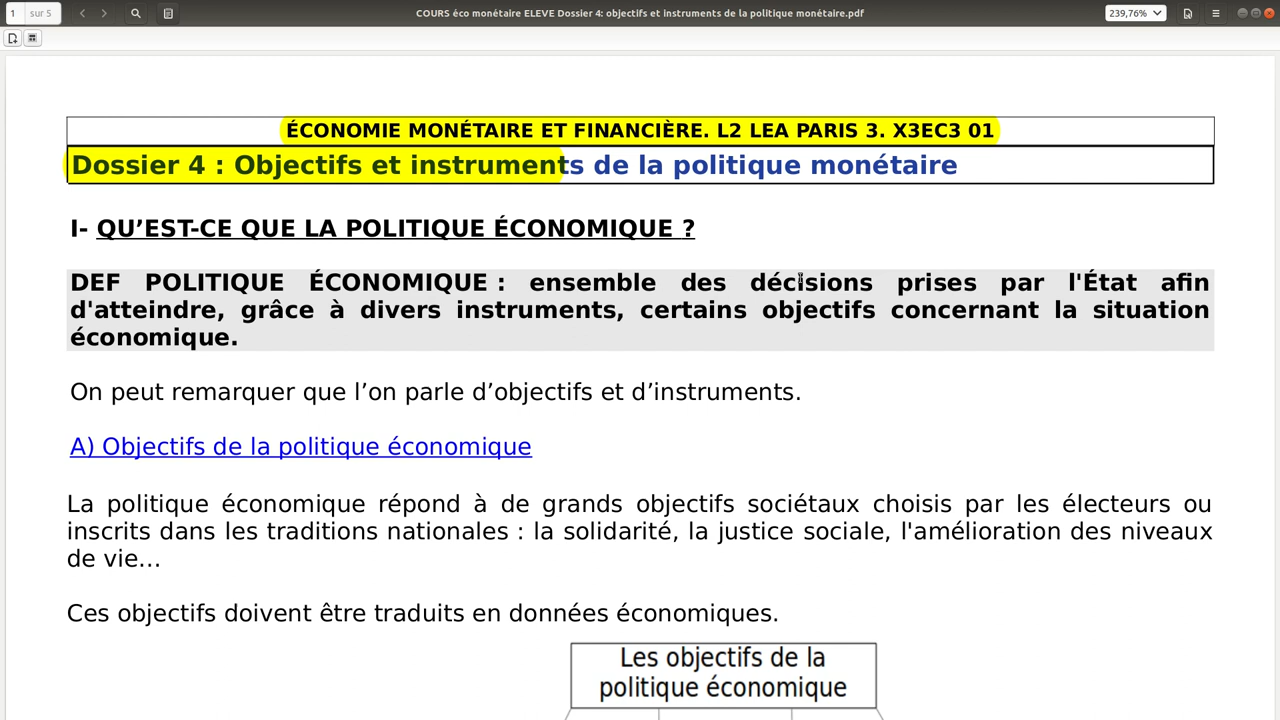 1 sur 5
COURS éco monétaire ELEVE Dossier 4: objectifs et instruments de la politique monétaire.pdf
239,76%
ÉCONOMIE MONÉTAIRE ET FINANCIÈRE. L2 LEA PARIS 3. X3EC3 01
Dossier 4 : Objectifs et instruments de la politique monétaire
I- QU’EST-CE QUE LA POLITIQUE ÉCONOMIQUE ?
DEF POLITIQUE ÉCONOMIQUE : ensemble des décisions prises par l'État afin
d'atteindre, grâce à divers instruments, certains objectifs concernant la situation
économique.
On peut remarquer que l’on parle d’objectifs et d’instruments.
A) Objectifs de la politique économique
La politique économique répond à de grands objectifs sociétaux choisis par les électeurs ou
inscrits dans les traditions nationales : la solidarité, la justice sociale, l'amélioration des niveaux
de vie…
Ces objectifs doivent être traduits en données économiques.
Les objectifs de la
politique économique